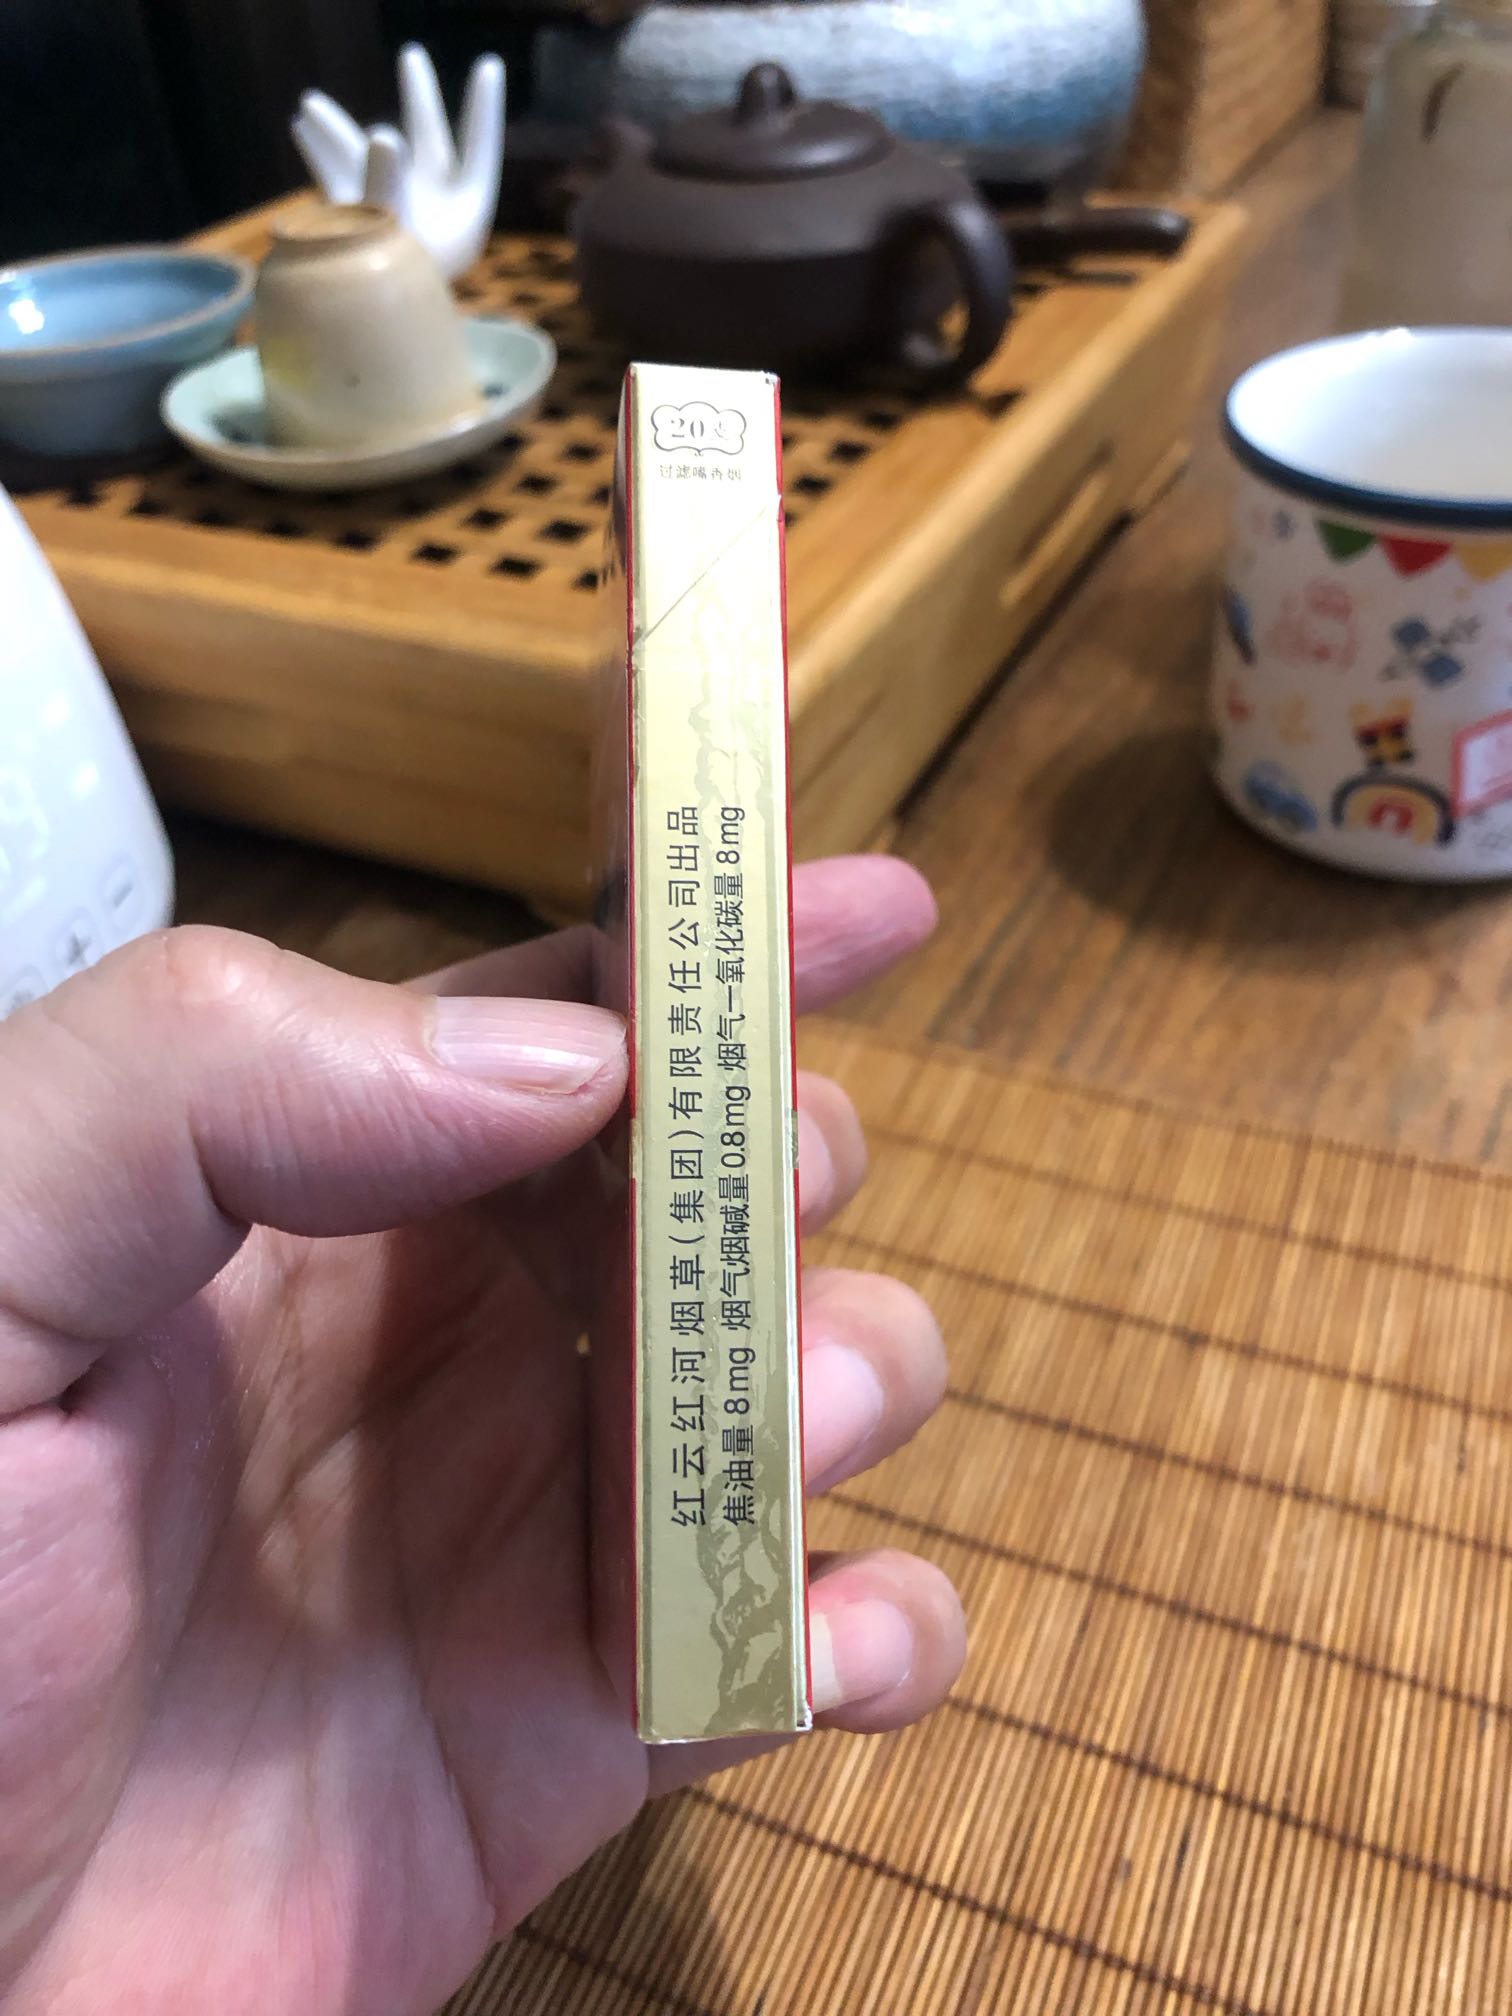 20支
过滤嘴香烟
红云红河烟草(集团)有限责任公司出品
焦油量 8mg 烟气烟碱量 0.8mg 烟气一氧化碳量 8mg